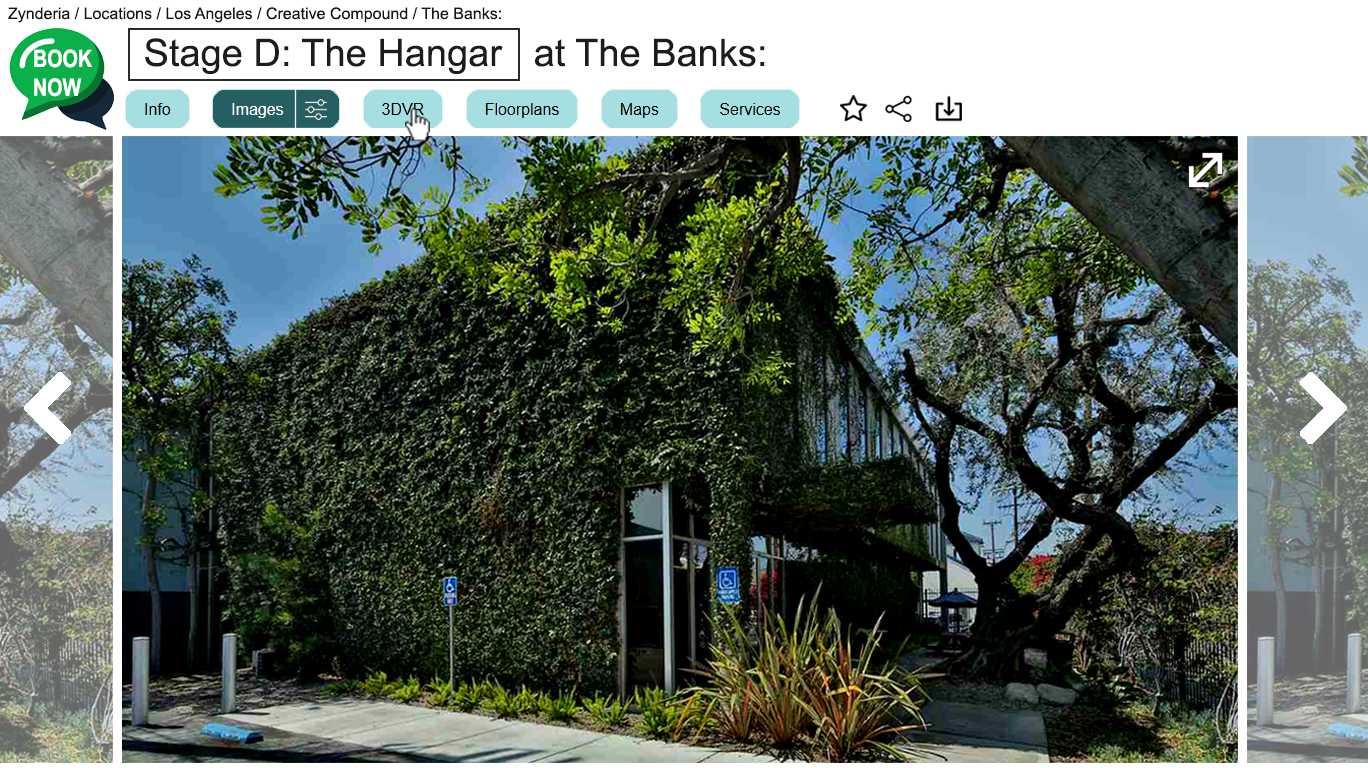 Zynderia / Locations / Los Angeles / Creative Compound / The Banks:
BOOK
NOW
Stage D: The Hangar at The Banks:
Info
Images
3DVR
Floorplans
Maps
Services